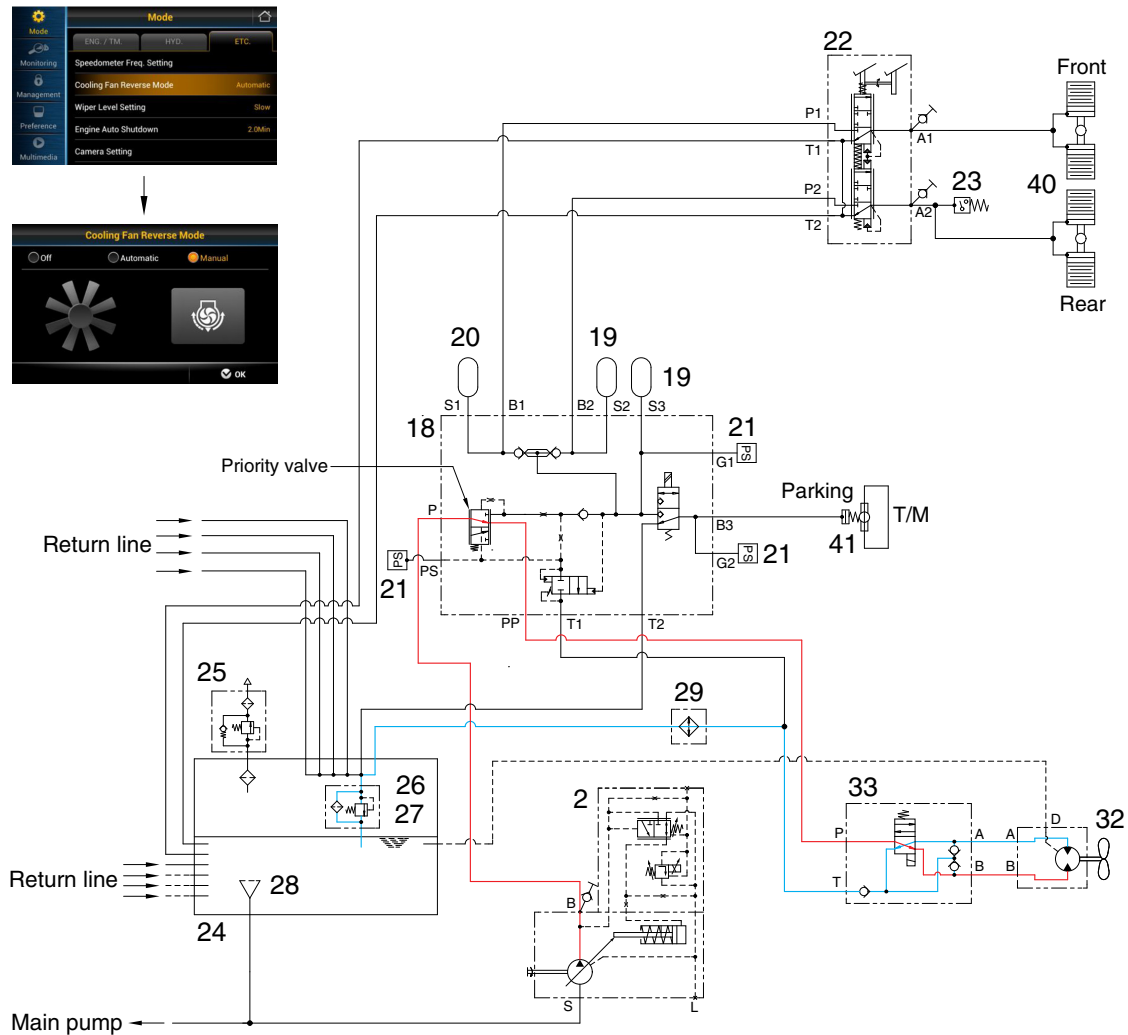 Mode
Mode
ENG. / TM.
HYD.
ETC.
Speedometer Freq. Setting
Monitoring
Cooling Fan Reverse Mode
Automatic
Management
Wiper Level Setting
Slow
Preference
Engine Auto Shutdown
2.0Min
Multimedia
Camera Setting
Cooling Fan Reverse Mode
Off
Automatic
Manual
OK
22
Front
P1
A1
T1
P2
23
40
A2
T2
Rear
20
19
19
S1
B1
B2
S2
S3
18
21
PS
G1
Priority valve
Parking
P
T/M
B3
Return line
41
PS
PS
PS
21
G2
21
PP
T1
T2
25
29
26
27
2
33
32
P
A
A
D
B
B
T
Return line
28
24
B
S
L
Main pump